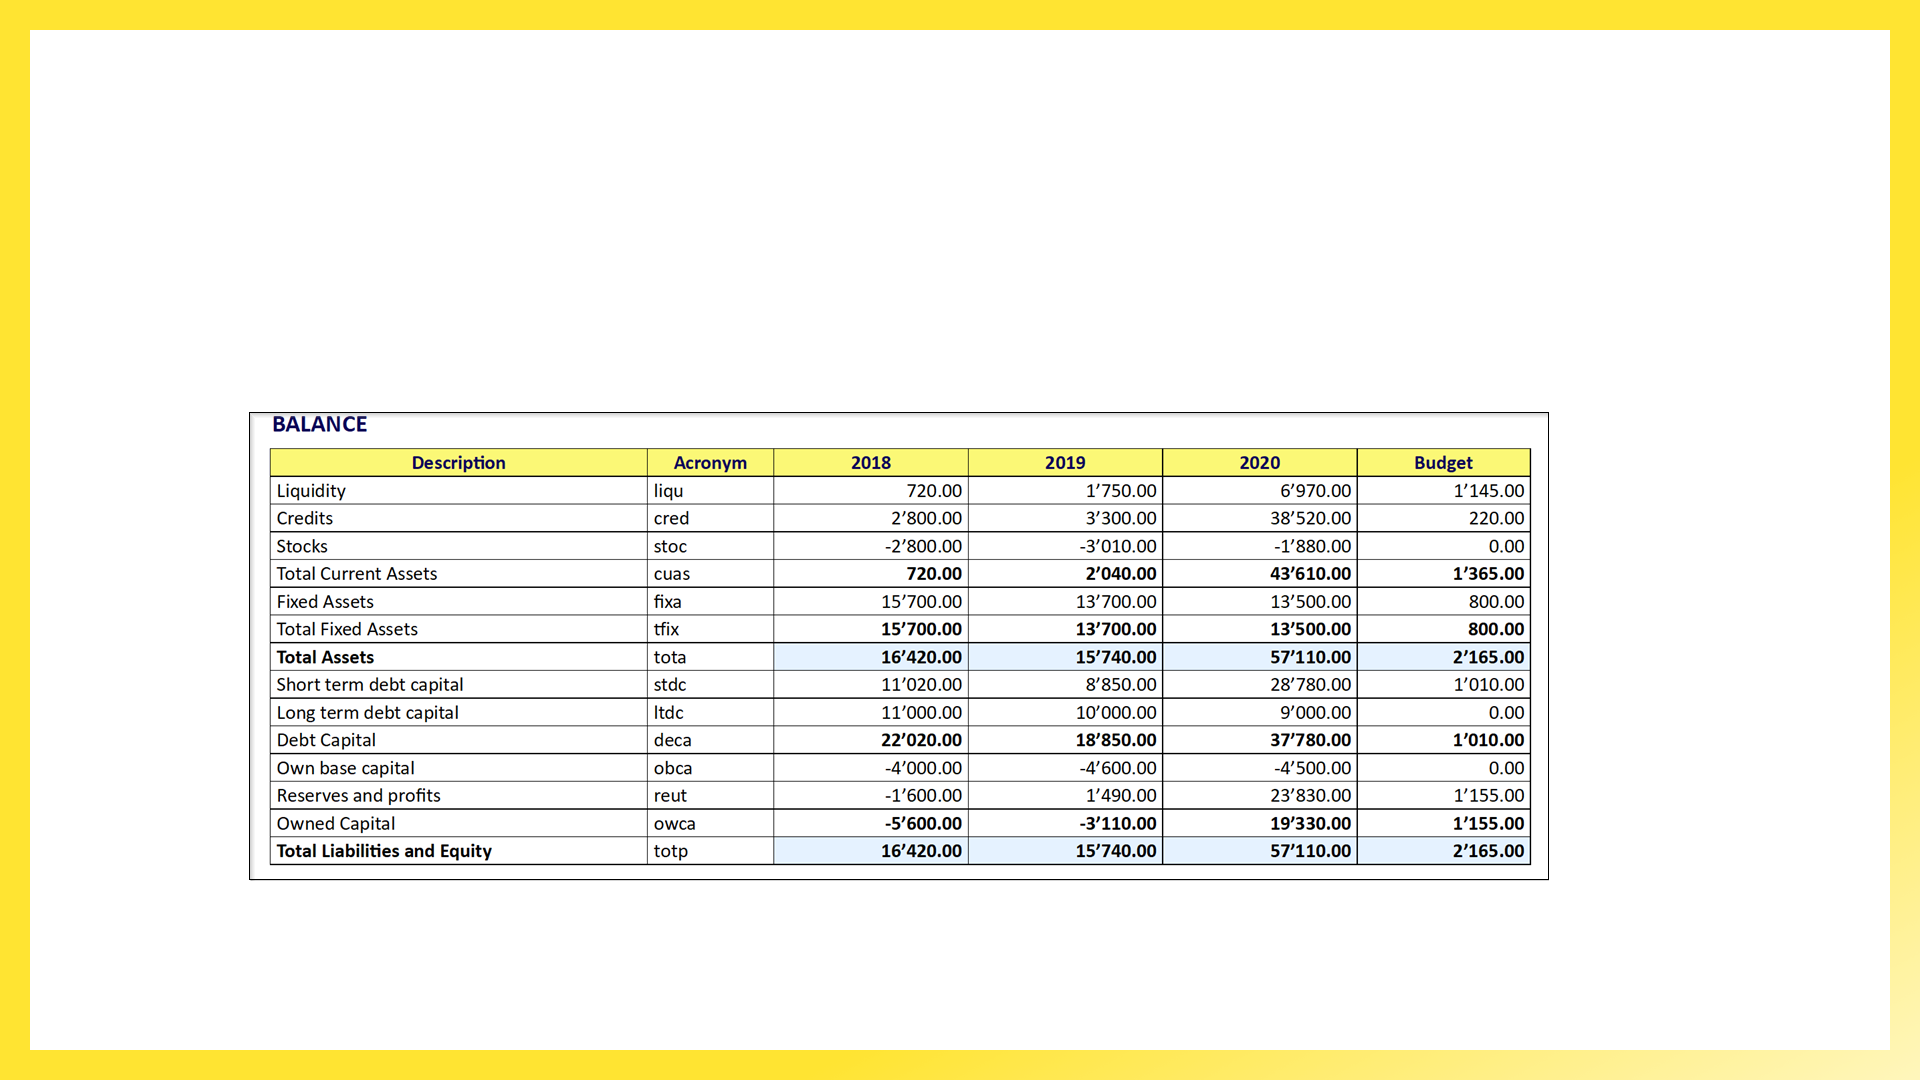 BALANCE
Description Acronym 2018 2019 2020 Budget
Liquidity liqu 720.00 1’750.00 6’970.00 1’145.00
Credits cred 2’800.00 3’300.00 38’520.00 220.00
Stocks stoc -2’800.00 -3’010.00 -1’880.00 0.00
Total Current Assets cuas 720.00 2’040.00 43’610.00 1’365.00
Fixed Assets fixa 15’700.00 13’700.00 13’500.00 800.00
Total Fixed Assets tfix 15’700.00 13’700.00 13’500.00 800.00
Total Assets tota 16’420.00 15’740.00 57’110.00 2’165.00
Short term debt capital stdc 11’020.00 8’850.00 28’780.00 1’010.00
Long term debt capital ltdc 11’000.00 10’000.00 9’000.00 0.00
Debt Capital deca 22’020.00 18’850.00 37’780.00 1’010.00
Own base capital obca -4’000.00 -4’600.00 -4’500.00 0.00
Reserves and profits reut -1’600.00 1’490.00 23’830.00 1’155.00
Owned Capital owca -5’600.00 -3’110.00 19’330.00 1’155.00
Total Liabilities and Equity totp 16’420.00 15’740.00 57’110.00 2’165.00